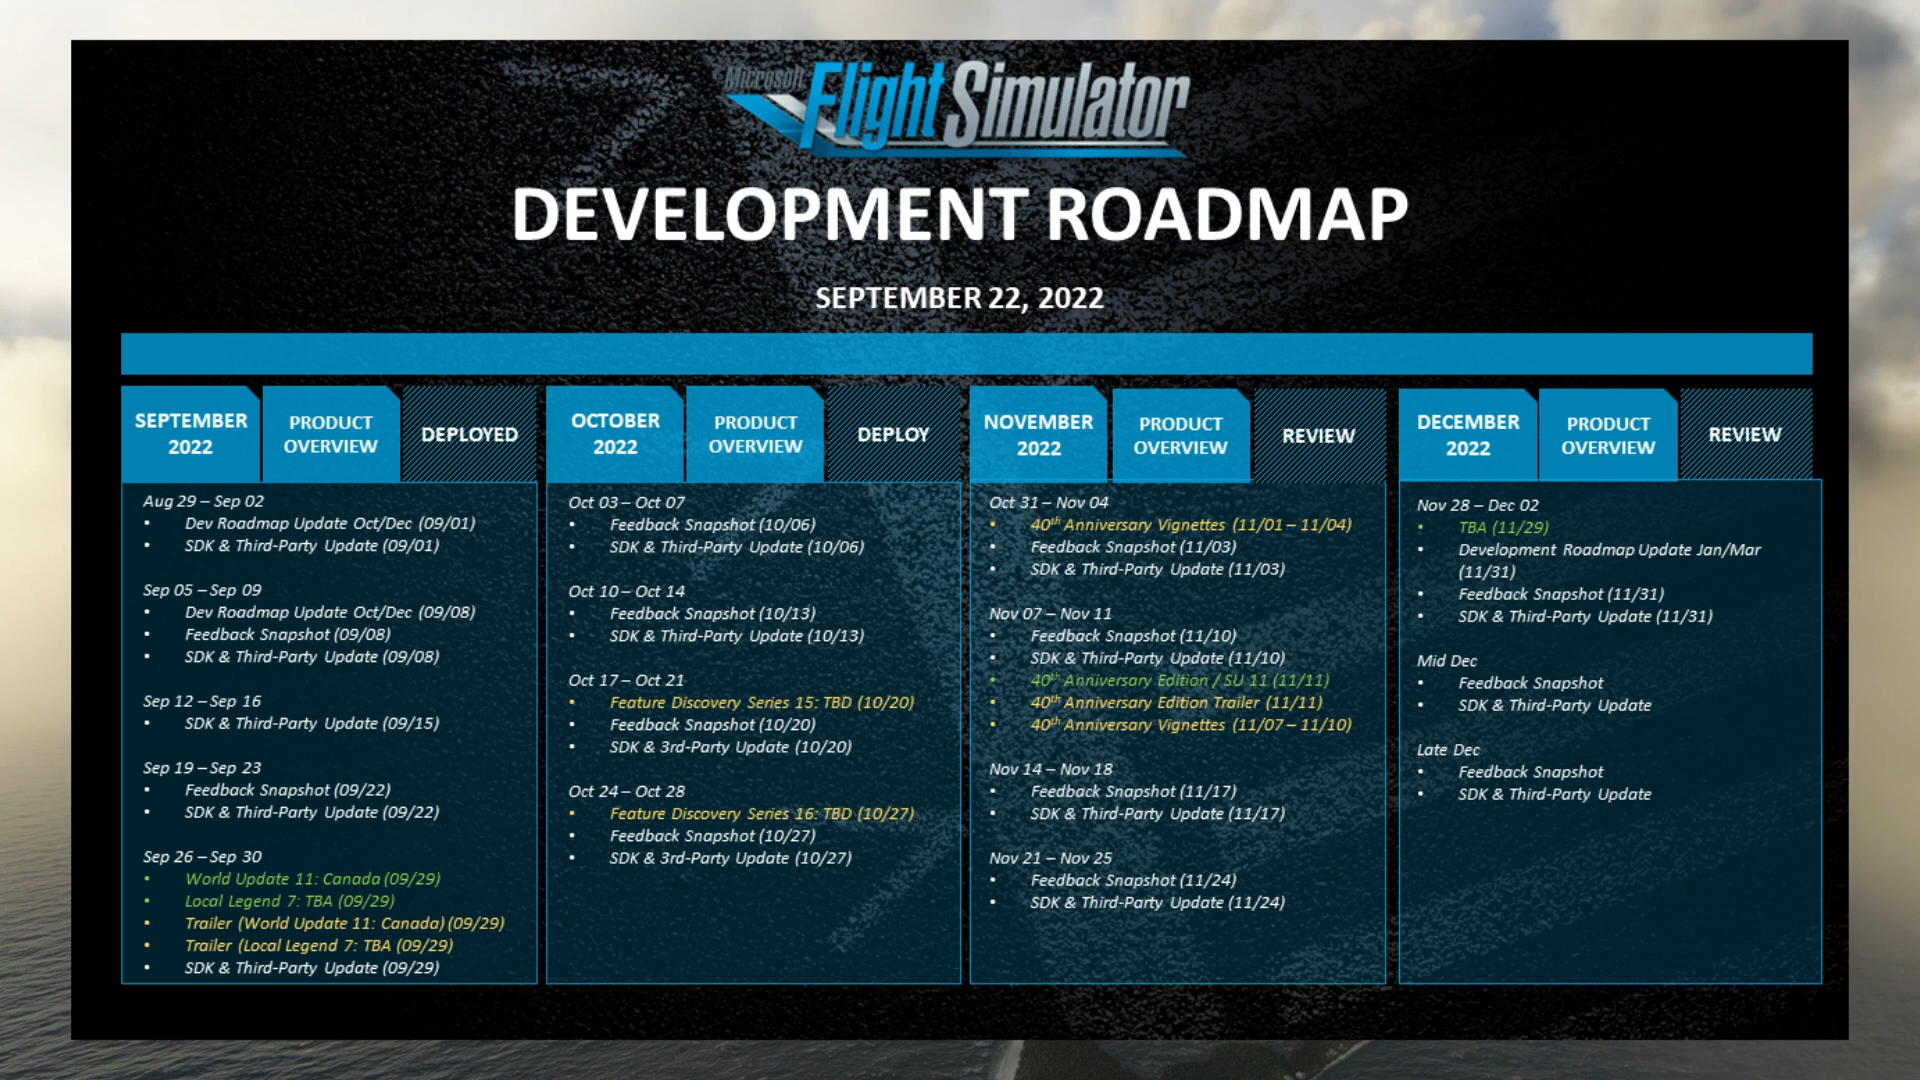 Microsoft Flight Simulator
DEVELOPMENT ROADMAP
SEPTEMBER 22, 2022
SEPTEMBER
2022
PRODUCT
OVERVIEW
DEPLOYED
Aug 29 – Sep 02
• Dev Roadmap Update Oct/Dec (09/01)
• SDK & Third-Party Update (09/01)
Sep 05 – Sep 09
• Dev Roadmap Update Oct/Dec (09/08)
• Feedback Snapshot (09/08)
• SDK & Third-Party Update (09/08)
Sep 12 – Sep 16
• SDK & Third-Party Update (09/15)
Sep 19 – Sep 23
• Feedback Snapshot (09/22)
• SDK & Third-Party Update (09/22)
Sep 26 – Sep 30
• World Update 11: Canada (09/29)
• Local Legend 7: TBA (09/29)
• Trailer (World Update 11: Canada) (09/29)
• Trailer (Local Legend 7: TBA (09/29)
• SDK & Third-Party Update (09/29)
OCTOBER
2022
PRODUCT
OVERVIEW
DEPLOY
Oct 03 – Oct 07
• Feedback Snapshot (10/06)
• SDK & Third-Party Update (10/06)
Oct 10 – Oct 14
• Feedback Snapshot (10/13)
• SDK & Third-Party Update (10/13)
Oct 17 – Oct 21
• Feature Discovery Series 15: TBD (10/20)
• Feedback Snapshot (10/20)
• SDK & 3rd-Party Update (10/20)
Oct 24 – Oct 28
• Feature Discovery Series 16: TBD (10/27)
• Feedback Snapshot (10/27)
• SDK & 3rd-Party Update (10/27)
NOVEMBER
2022
PRODUCT
OVERVIEW
REVIEW
Oct 31 – Nov 04
• 40th Anniversary Vignettes (11/01 – 11/04)
• Feedback Snapshot (11/03)
• SDK & Third-Party Update (11/03)
Nov 07 – Nov 11
• Feedback Snapshot (11/10)
• SDK & Third-Party Update (11/10)
• 40th Anniversary Edition / SU 11 (11/11)
• 40th Anniversary Edition Trailer (11/11)
• 40th Anniversary Vignettes (11/07 – 11/10)
Nov 14 – Nov 18
• Feedback Snapshot (11/17)
• SDK & Third-Party Update (11/17)
Nov 21 – Nov 25
• Feedback Snapshot (11/24)
• SDK & Third-Party Update (11/24)
DECEMBER
2022
PRODUCT
OVERVIEW
REVIEW
Nov 28 – Dec 02
• TBA (11/29)
• Development Roadmap Update Jan/Mar
(11/31)
• Feedback Snapshot (11/31)
• SDK & Third-Party Update (11/31)
Mid Dec
• Feedback Snapshot
• SDK & Third-Party Update
Late Dec
• Feedback Snapshot
• SDK & Third-Party Update